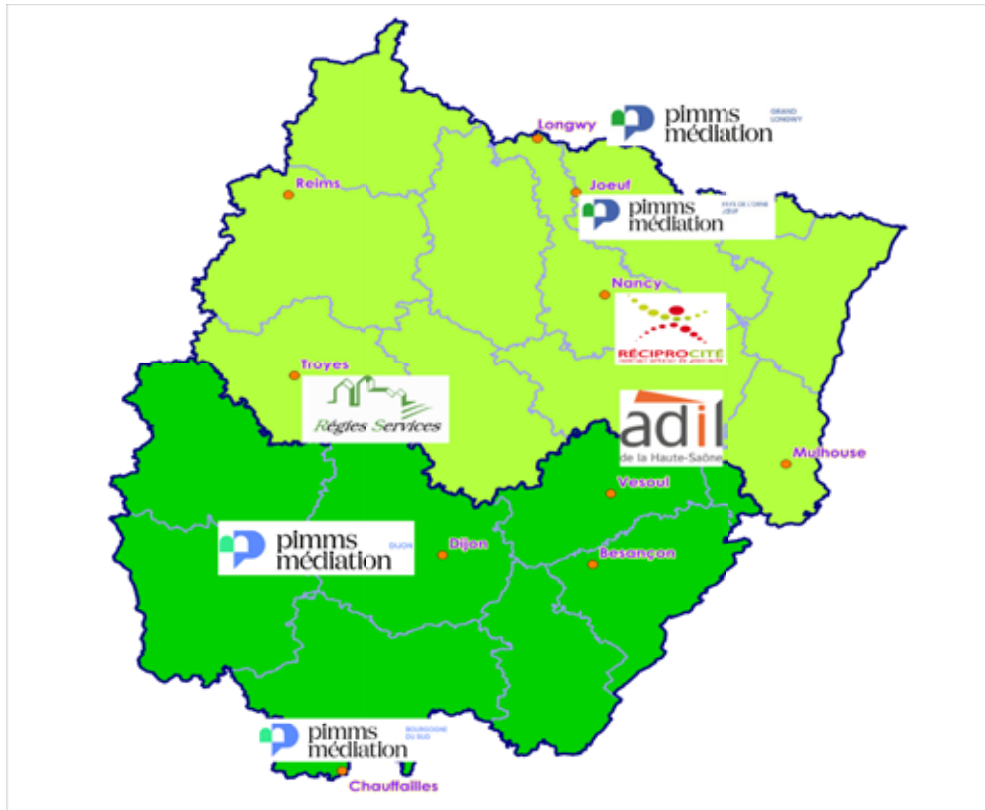 Longwy
pimms
médiation
GRAND
LONGWY
Reims
Joeuf
pimms
médiation
PAYS DE L'ORNE
JŒUF
Nancy
RÉCIPROCITÉ
Troyes
Régies Services
adil
de la Haute-Saône
Mulhouse
Vesoul
pimms
médiation
DIJON
Dijon
Besançon
pimms
médiation
BOURGOGNE
DU SUD
Chauffailles